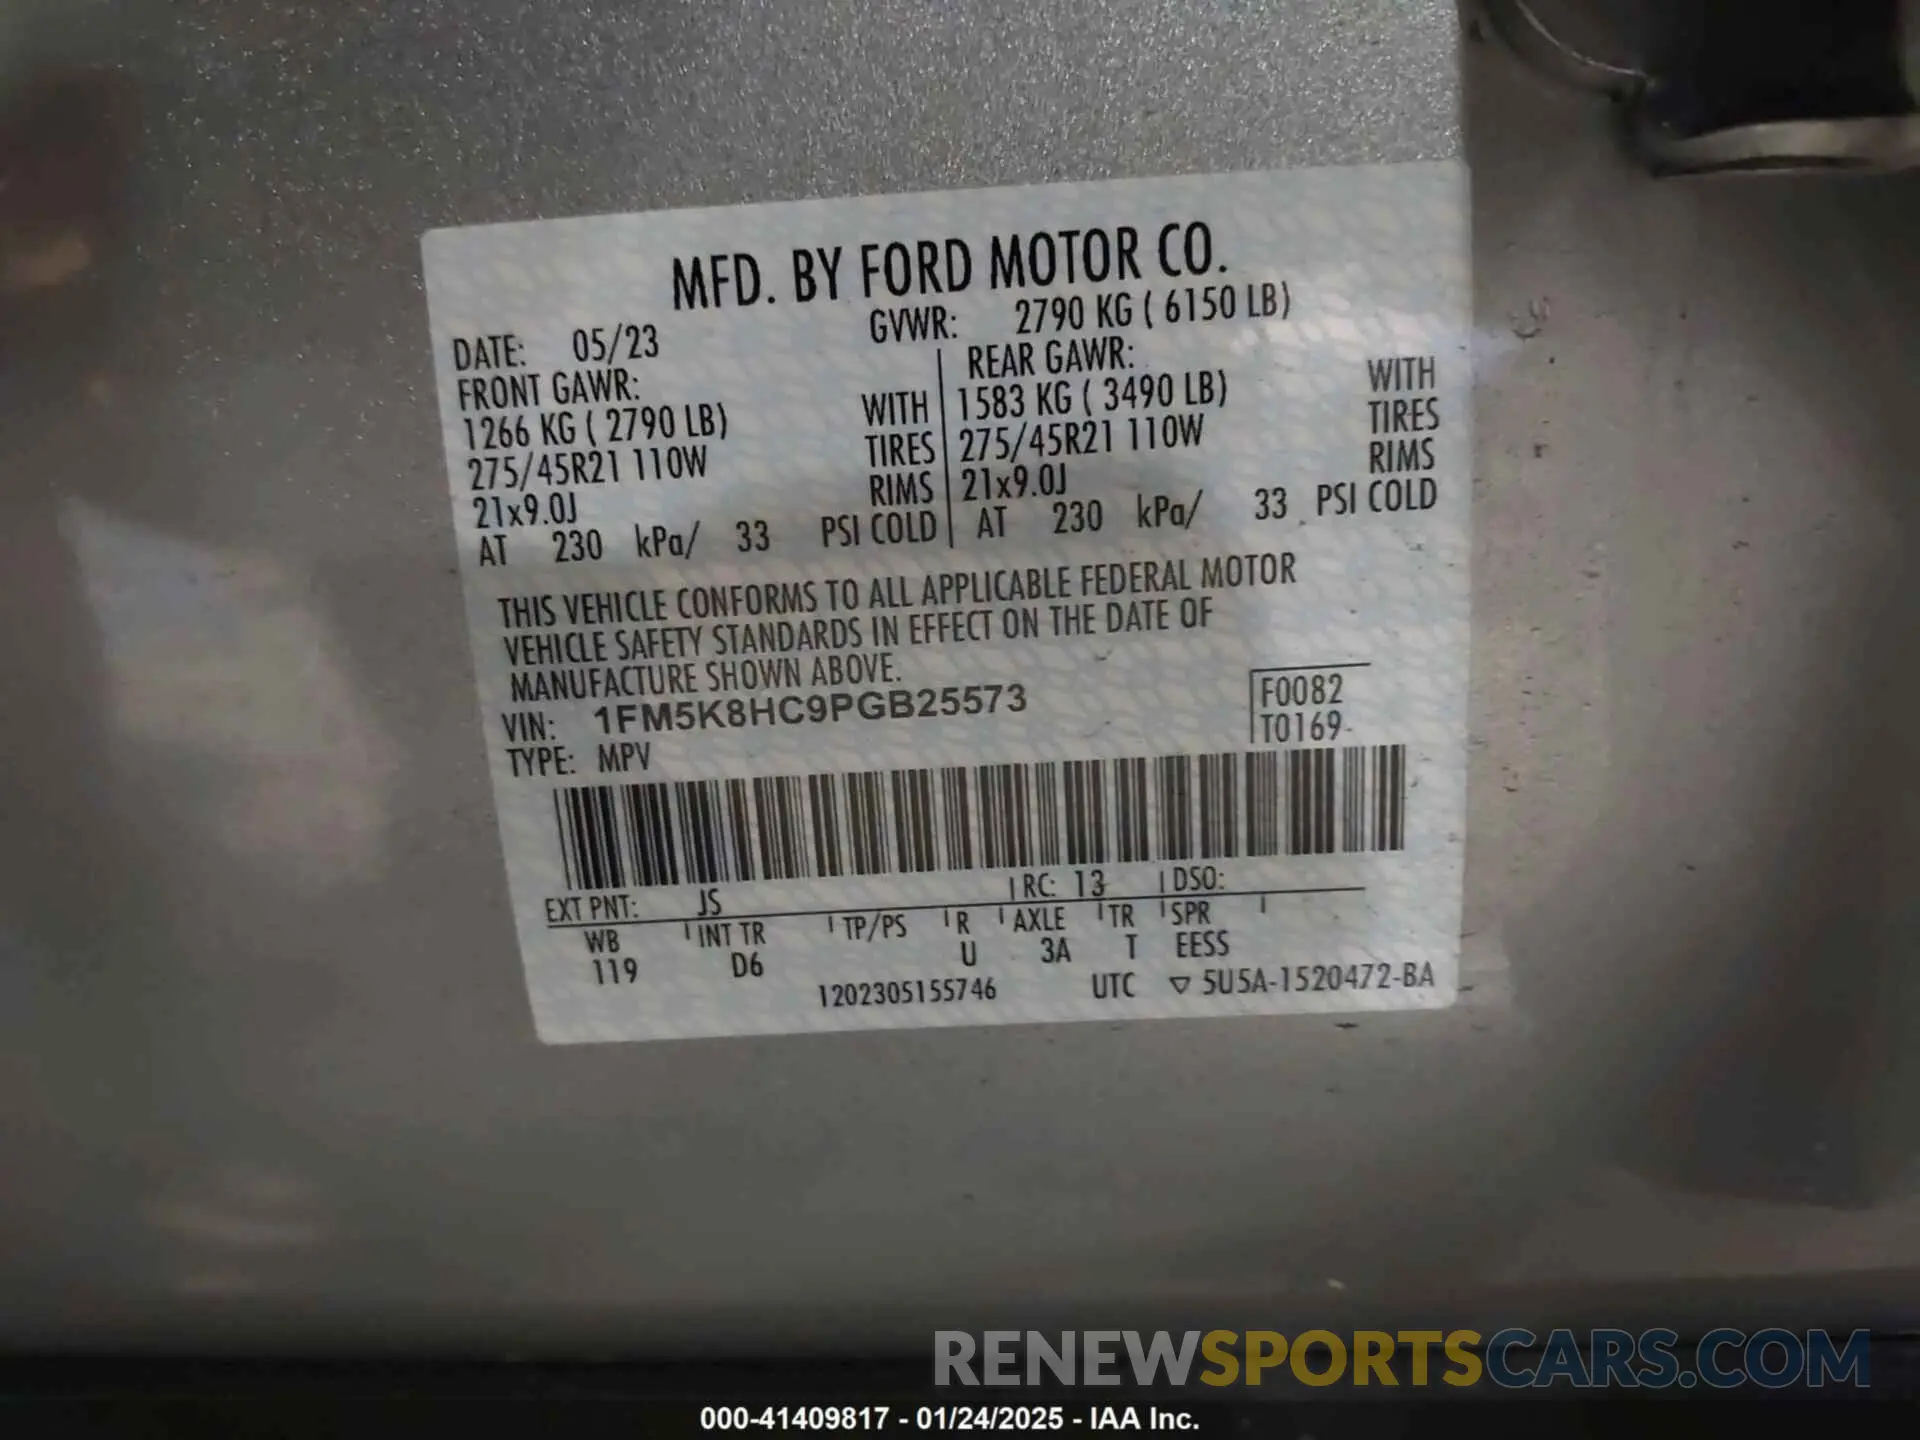 MFD. BY FORD MOTOR CO.
DATE: 05/23 GVWR: 2790 KG ( 6150 LB)
FRONT GAWR: REAR GAWR:
1266 KG ( 2790 LB) WITH 1583 KG ( 3490 LB) WITH
275/45R21 110W TIRES 275/45R21 110W TIRES
21x9.0J RIMS 21x9.0J RIMS
AT 230 kPa/ 33 PSI COLD AT 230 kPa/ 33 PSI COLD
THIS VEHICLE CONFORMS TO ALL APPLICABLE FEDERAL MOTOR
VEHICLE SAFETY STANDARDS IN EFFECT ON THE DATE OF
MANUFACTURE SHOWN ABOVE.
VIN: 1FM5K8HC9PGB25573 F0082
TYPE: MPV T0169
EXT PNT: JS RC: 13 DSO:
WB INT TR TP/PS R AXLE TR SPR
119 D6 U 3A T EESS
1202305155746 UTC ▽ 5U5A-1520472-BA
RENEWSPORTSCARS.COM
000-41409817 - 01/24/2025 - IAA Inc.